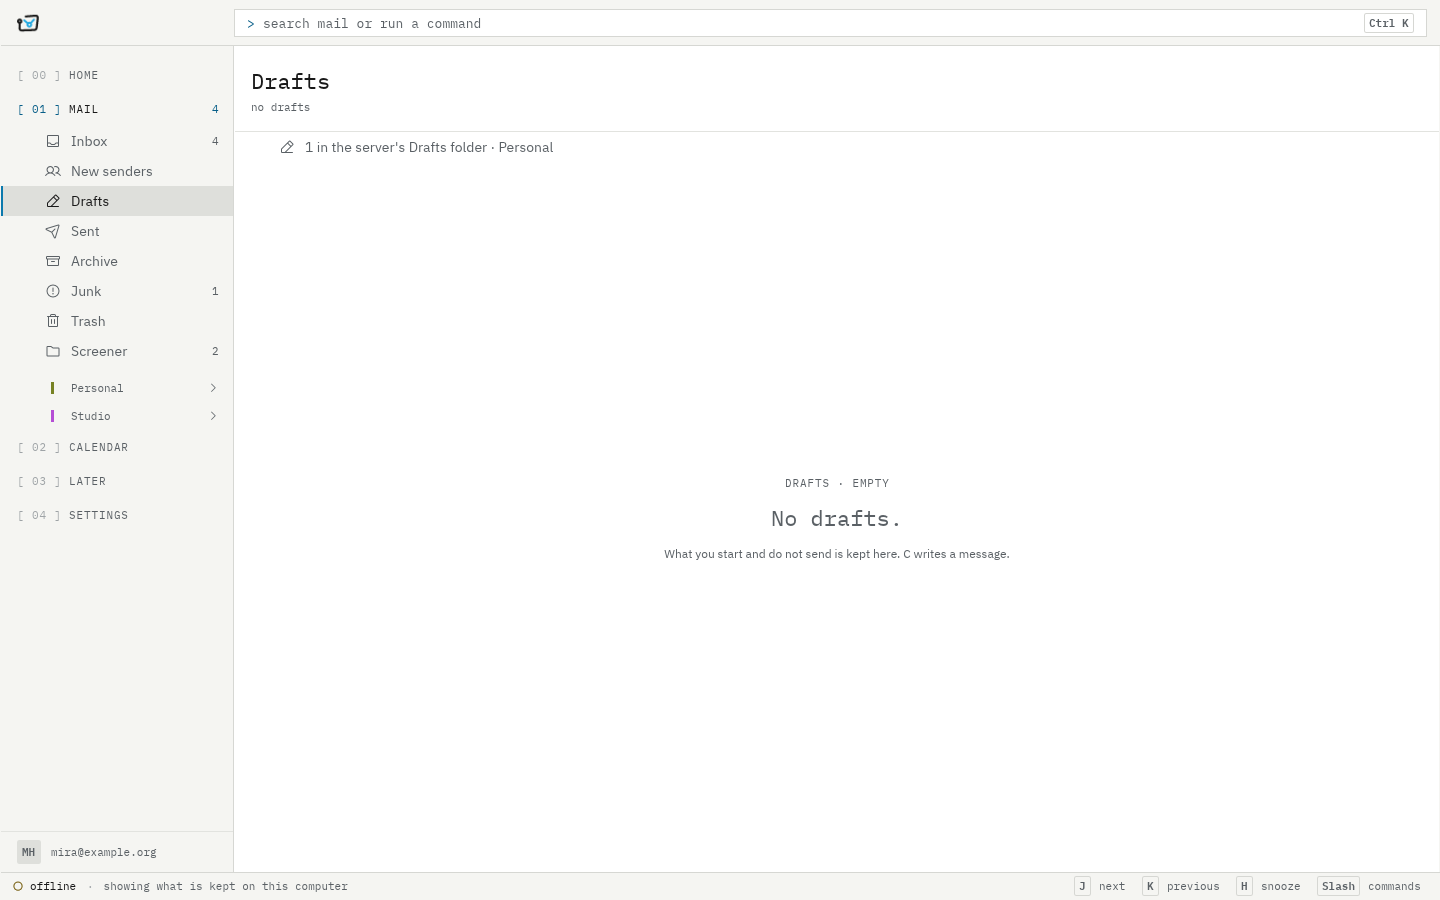 > search mail or run a command Ctrl K
[ 00 ] HOME
[ 01 ] MAIL 4
Inbox 4
New senders
Drafts
Sent
Archive
Junk 1
Trash
Screener 2
Personal
Studio
[ 02 ] CALENDAR
[ 03 ] LATER
[ 04 ] SETTINGS
MH mira@example.org
Drafts
no drafts
1 in the server's Drafts folder · Personal
DRAFTS · EMPTY
No drafts.
What you start and do not send is kept here. C writes a message.
offline · showing what is kept on this computer
J next K previous H snooze Slash commands